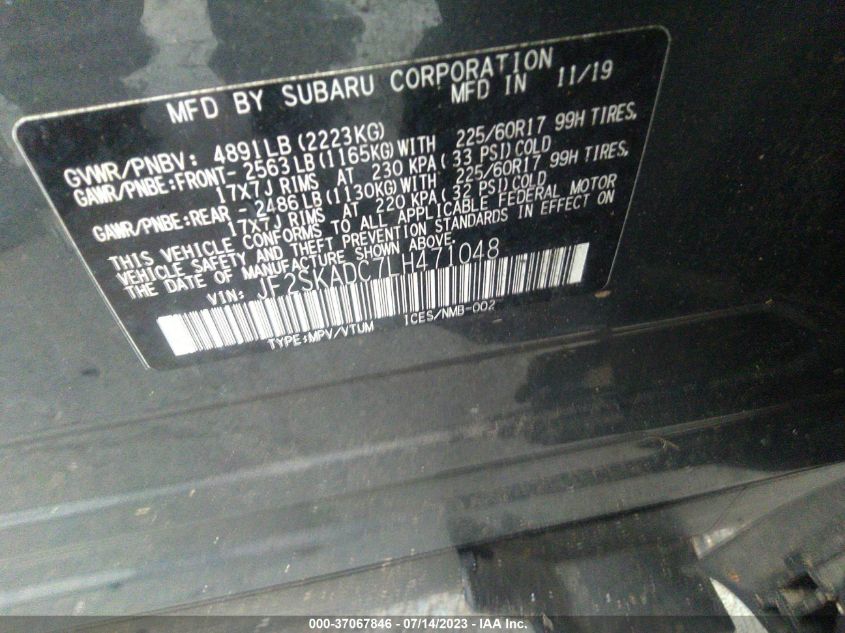 MFD BY SUBARU CORPORATION
MFD IN 11/19
GVWR/PNBV: 4891LB (2223KG)
GAWR/PNBE:FRONT- 2563LB(1165KG)WITH 225/60R17 99H TIRES,
17X7J RIMS AT 230 KPA(33 PSI)COLD
GAWR/PNBE:REAR - 2486LB(1130KG)WITH 225/60R17 99H TIRES,
17X7J RIMS AT 220 KPA(32 PSI)COLD
THIS VEHICLE CONFORMS TO ALL APPLICABLE FEDERAL MOTOR
VEHICLE SAFETY AND THEFT PREVENTION STANDARDS IN EFFECT ON
THE DATE OF MANUFACTURE SHOWN ABOVE.
VIN: JF2SKADC7LH471048
TYPE:MPV/VTUM ICES/NMB-002
000-37067846 / 07/14/2023 - IAA Inc.